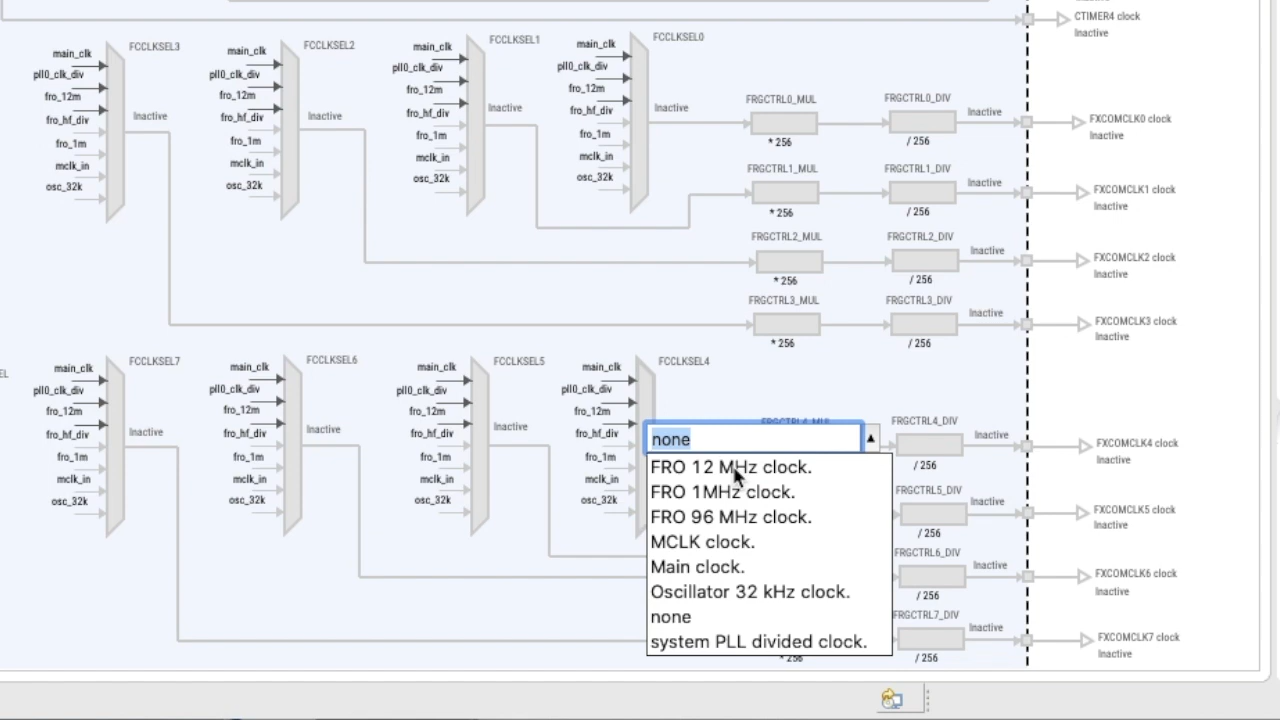 CTIMER4 clock
Inactive
FCCLKSEL3
FCCLKSEL2
FCCLKSEL1
FCCLKSEL0
main_clk
pll0_clk_div
fro_12m
fro_hf_div
fro_1m
mclk_in
osc_32k
Inactive
main_clk
pll0_clk_div
fro_12m
fro_hf_div
fro_1m
mclk_in
osc_32k
Inactive
main_clk
pll0_clk_div
fro_12m
fro_hf_div
fro_1m
mclk_in
osc_32k
Inactive
main_clk
pll0_clk_div
fro_12m
fro_hf_div
fro_1m
mclk_in
osc_32k
Inactive
FRGCTRL0_MUL
* 256
FRGCTRL0_DIV
/ 256
Inactive
FXCOMCLK0 clock
Inactive
FRGCTRL1_MUL
* 256
FRGCTRL1_DIV
/ 256
Inactive
FXCOMCLK1 clock
Inactive
FRGCTRL2_MUL
* 256
FRGCTRL2_DIV
/ 256
Inactive
FXCOMCLK2 clock
Inactive
FRGCTRL3_MUL
* 256
FRGCTRL3_DIV
/ 256
Inactive
FXCOMCLK3 clock
Inactive
EL
FCCLKSEL7
FCCLKSEL6
FCCLKSEL5
FCCLKSEL4
main_clk
pll0_clk_div
fro_12m
fro_hf_div
fro_1m
mclk_in
osc_32k
Inactive
main_clk
pll0_clk_div
fro_12m
fro_hf_div
fro_1m
mclk_in
osc_32k
Inactive
main_clk
pll0_clk_div
fro_12m
fro_hf_div
fro_1m
mclk_in
osc_32k
Inactive
main_clk
pll0_clk_div
fro_12m
fro_hf_div
fro_1m
mclk_in
osc_32k
none
FRO 12 MHz clock.
FRO 1MHz clock.
FRO 96 MHz clock.
MCLK clock.
Main clock.
Oscillator 32 kHz clock.
none
system PLL divided clock.
* 256
FRGCTRL4_DIV
/ 256
Inactive
FXCOMCLK4 clock
Inactive
FRGCTRL5_DIV
/ 256
Inactive
FXCOMCLK5 clock
Inactive
FRGCTRL6_DIV
/ 256
Inactive
FXCOMCLK6 clock
Inactive
FRGCTRL7_DIV
/ 256
Inactive
FXCOMCLK7 clock
Inactive